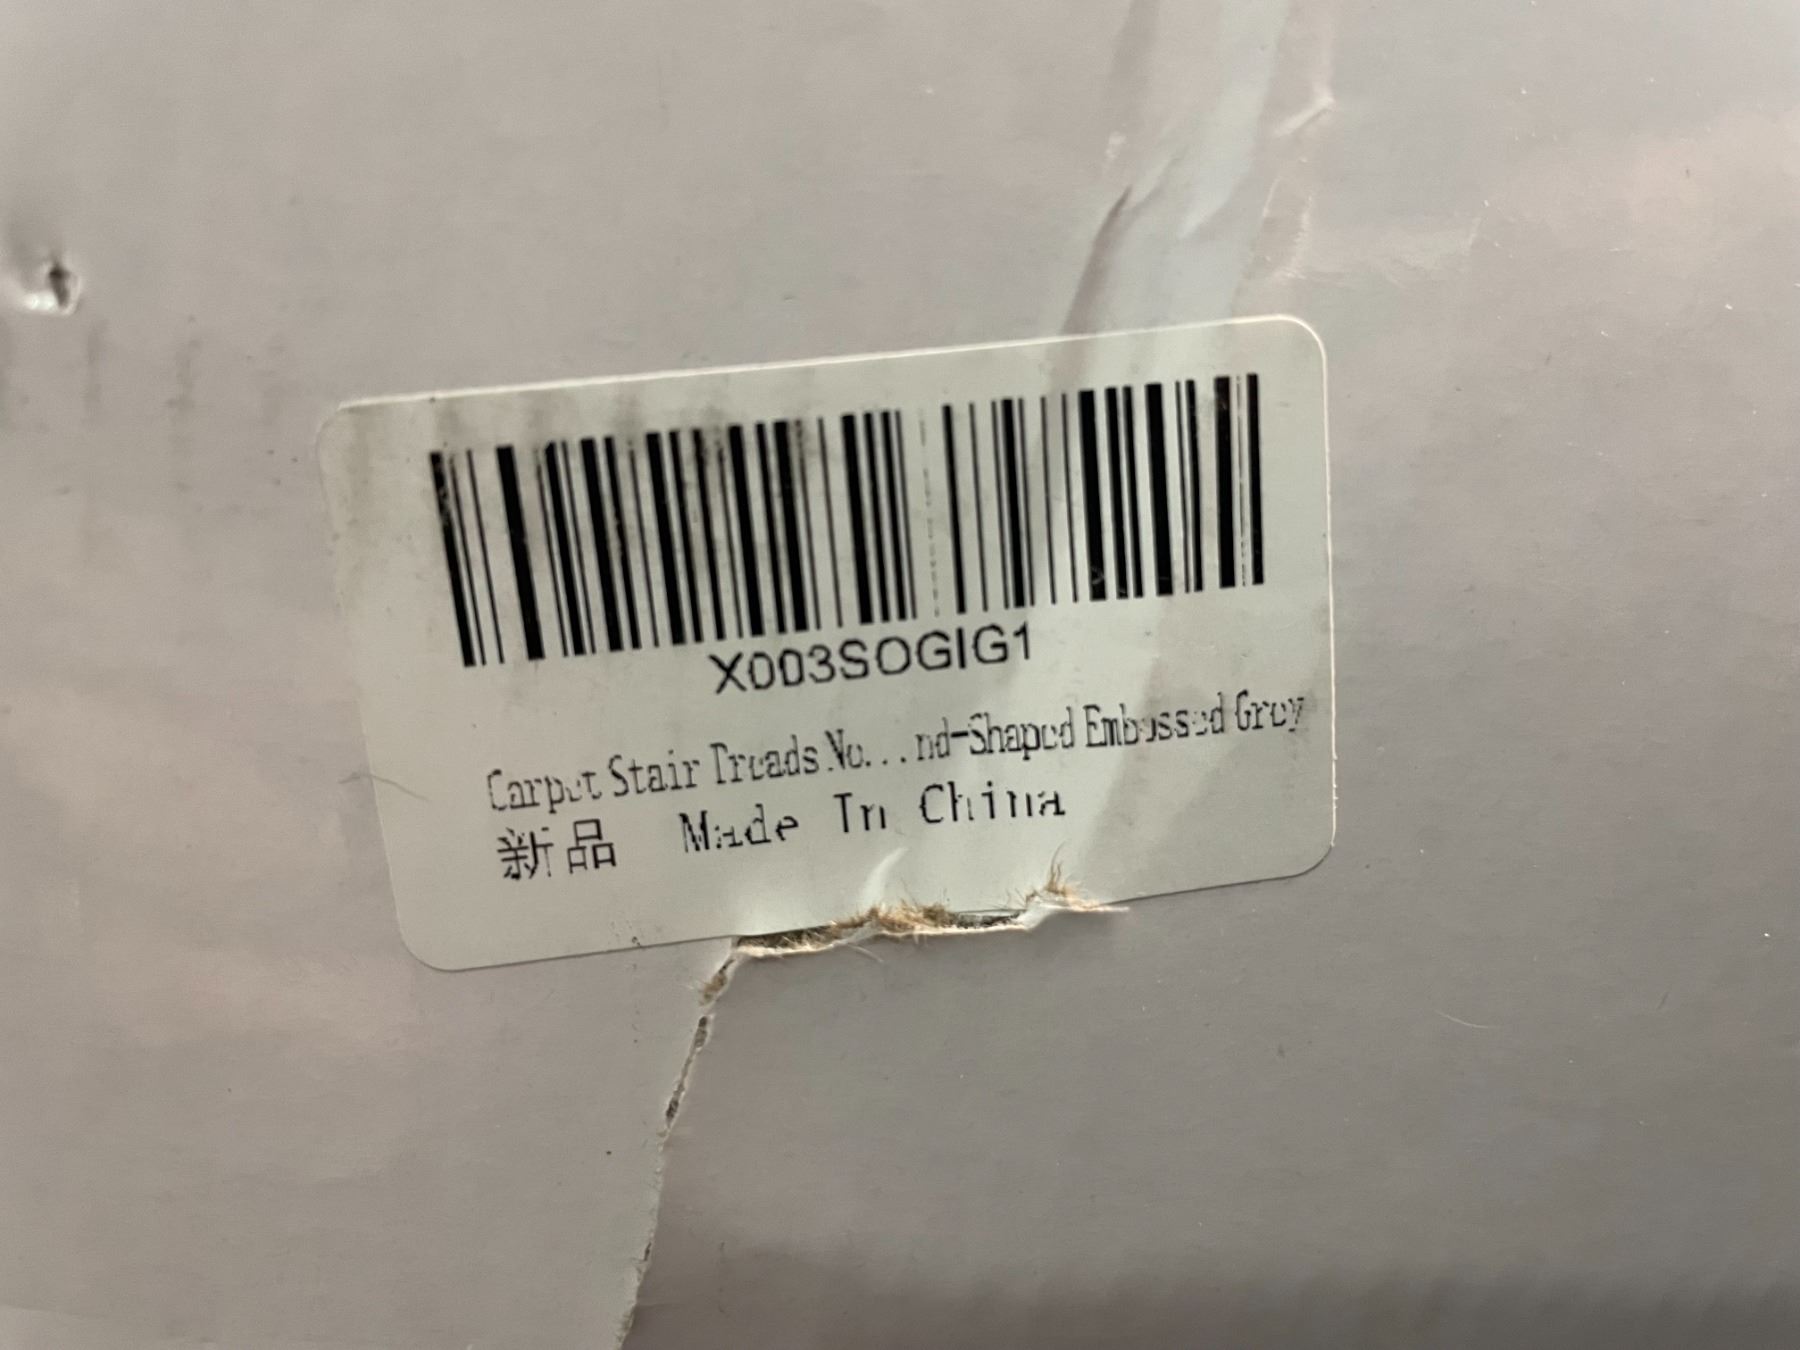 X003SOGIG1
Carpet Stair Treads No...nd-Shaped Embossed Grey
新品 Made In China